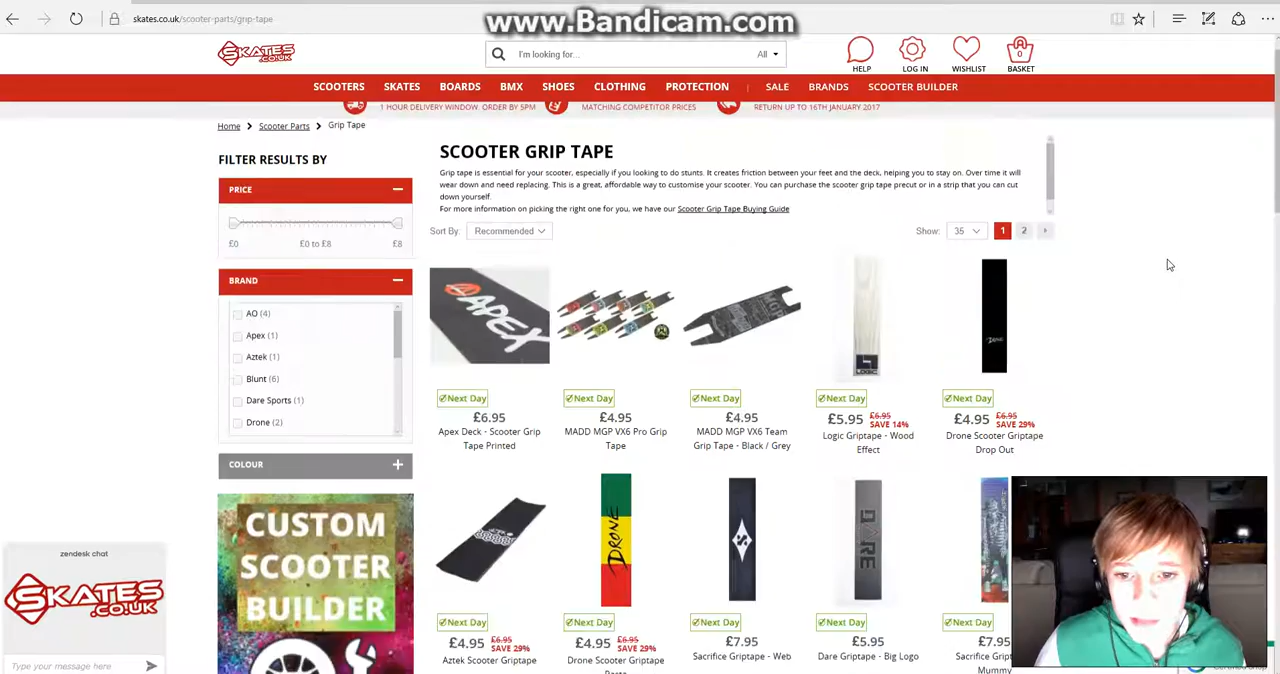 www.Bandicam.com
skates.co.uk/scooter-parts/grip-tape
SKATES.CO.UK
I'm looking for...
All
HELP
LOG IN
WISHLIST
0
BASKET
SCOOTERS
SKATES
BOARDS
BMX
SHOES
CLOTHING
PROTECTION
SALE
BRANDS
SCOOTER BUILDER
1 HOUR DELIVERY WINDOW. ORDER BY 5PM
MATCHING COMPETITOR PRICES
RETURN UP TO 16TH JANUARY 2017
Home > Scooter Parts > Grip Tape
FILTER RESULTS BY
PRICE
£0
£0 to £8
£8
BRAND
AO (4)
Apex (1)
Aztek (1)
Blunt (6)
Dare Sports (1)
Drone (2)
COLOUR
CUSTOM
SCOOTER
BUILDER
zendesk chat
SKATES.CO.UK
Type your message here
SCOOTER GRIP TAPE
Grip tape is essential for your scooter, especially if you looking to do stunts. It creates friction between your feet and the deck, helping you to stay on. Over time it will
wear down and need replacing. This is a great, affordable way to customise your scooter. You can purchase the scooter grip tape precut or in a strip that you can cut
down yourself.
For more information on picking the right one for you, we have our Scooter Grip Tape Buying Guide
Sort By: Recommended
Show: 35
1
2
APEX
LOGIC
DRONE
Next Day
Next Day
Next Day
Next Day
Next Day
£6.95
£4.95
£4.95
£5.95 £6.95 SAVE 14%
£4.95 £6.95 SAVE 29%
Apex Deck - Scooter Grip
Tape Printed
MADD MGP VX6 Pro Grip
Tape
MADD MGP VX6 Team
Grip Tape - Black / Grey
Logic Griptape - Wood
Effect
Drone Scooter Griptape
Drop Out
DRONE
DARE
Next Day
Next Day
Next Day
Next Day
Next Day
£4.95 £6.95 SAVE 29%
£4.95 £6.95 SAVE 29%
£7.95
£5.95
£7.95
Aztek Scooter Griptape
Drone Scooter Griptape
Sacrifice Griptape - Web
Dare Griptape - Big Logo
Sacrifice Grip
Mummy